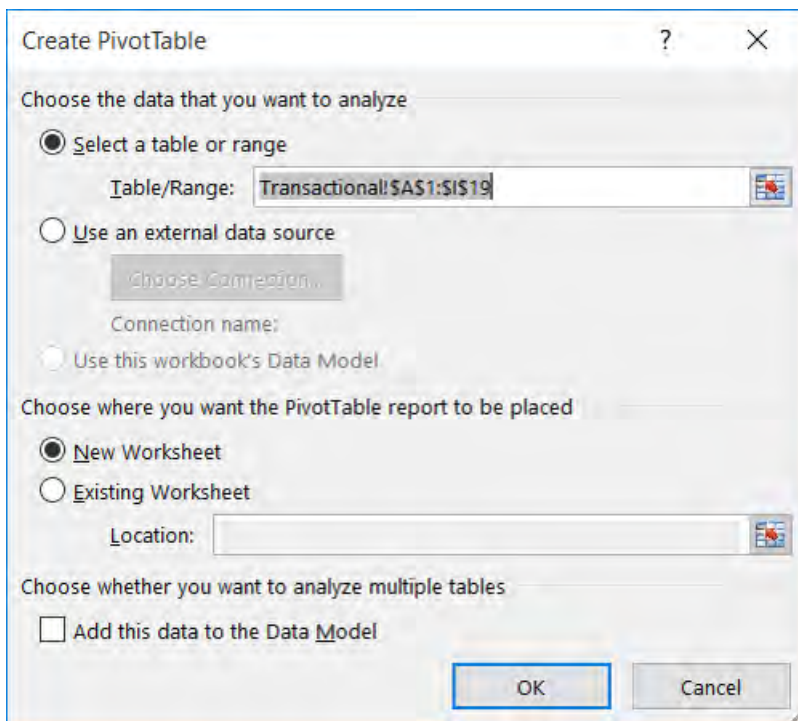 Create PivotTable ?
Choose the data that you want to analyze
Select a table or range
Table/Range: Transactional!$A$1:$I$19
Use an external data source
Choose Connection...
Connection name:
Use this workbook's Data Model
Choose where you want the PivotTable report to be placed
New Worksheet
Existing Worksheet
Location:
Choose whether you want to analyze multiple tables
Add this data to the Data Model
OK Cancel